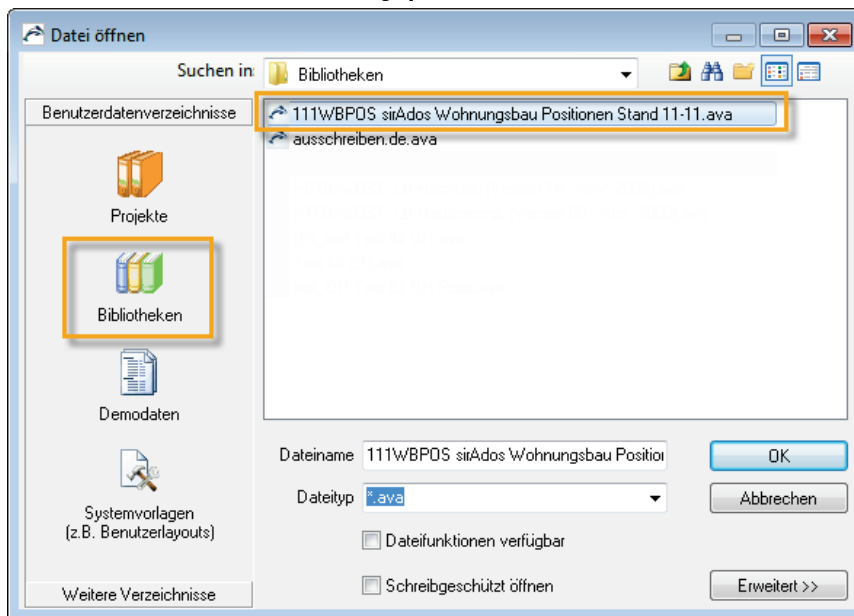 Datei öffnen
Suchen in:
Bibliotheken
Benutzerdatenverzeichnisse
111WBPOS sirAdos Wohnungsbau Positionen Stand 11-11.ava
ausschreiben.de.ava
Projekte
Bibliotheken
Demodaten
Systemvorlagen
(z.B. Benutzerlayouts)
Weitere Verzeichnisse
Dateiname
111WBPOS sirAdos Wohnungsbau Position
OK
Dateityp
*.ava
Abbrechen
Dateifunktionen verfügbar
Schreibgeschützt öffnen
Erweitert >>